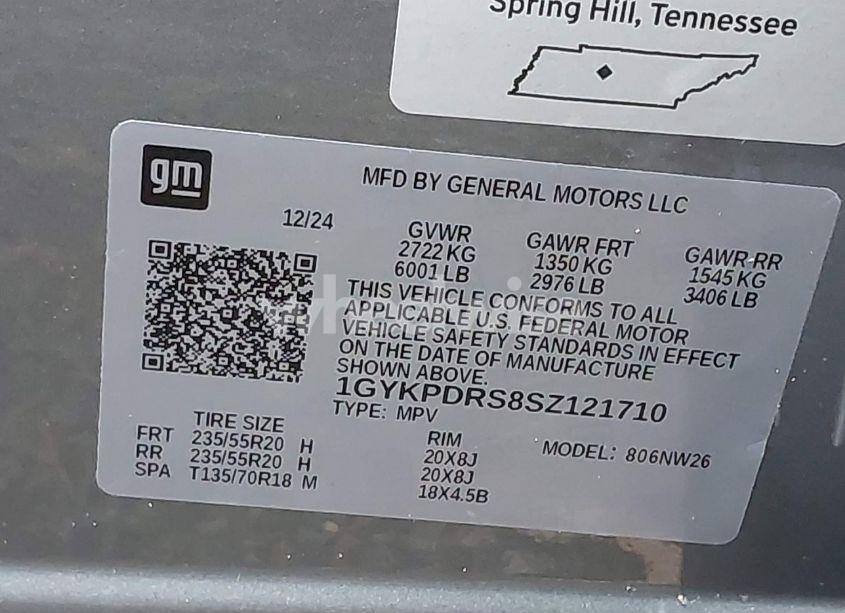 Spring Hill, Tennessee
gm
MFD BY GENERAL MOTORS LLC
12/24
GVWR GAWR FRT GAWR-RR
2722 KG 1350 KG 1545 KG
6001 LB 2976 LB 3406 LB
THIS VEHICLE CONFORMS TO ALL
APPLICABLE U.S. FEDERAL MOTOR
VEHICLE SAFETY STANDARDS IN EFFECT
ON THE DATE OF MANUFACTURE
SHOWN ABOVE.
1GYKPDRS8SZ121710
TYPE: MPV
TIRE SIZE RIM MODEL: 806NW26
FRT 235/55R20 H 20X8J
RR 235/55R20 H 20X8J
SPA T135/70R18 M 18X4.5B